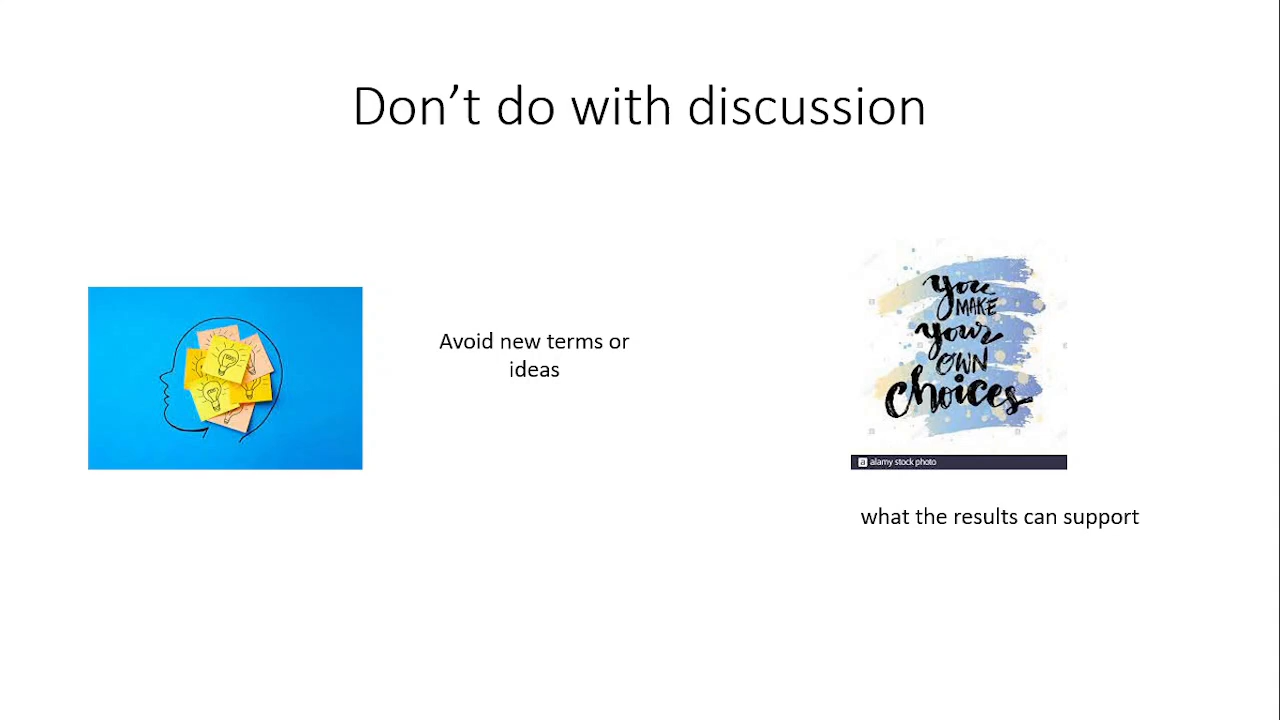 Don’t do with discussion
Avoid new terms or
ideas
you
MAKE
your
OWN
choices
a alamy stock photo
what the results can support